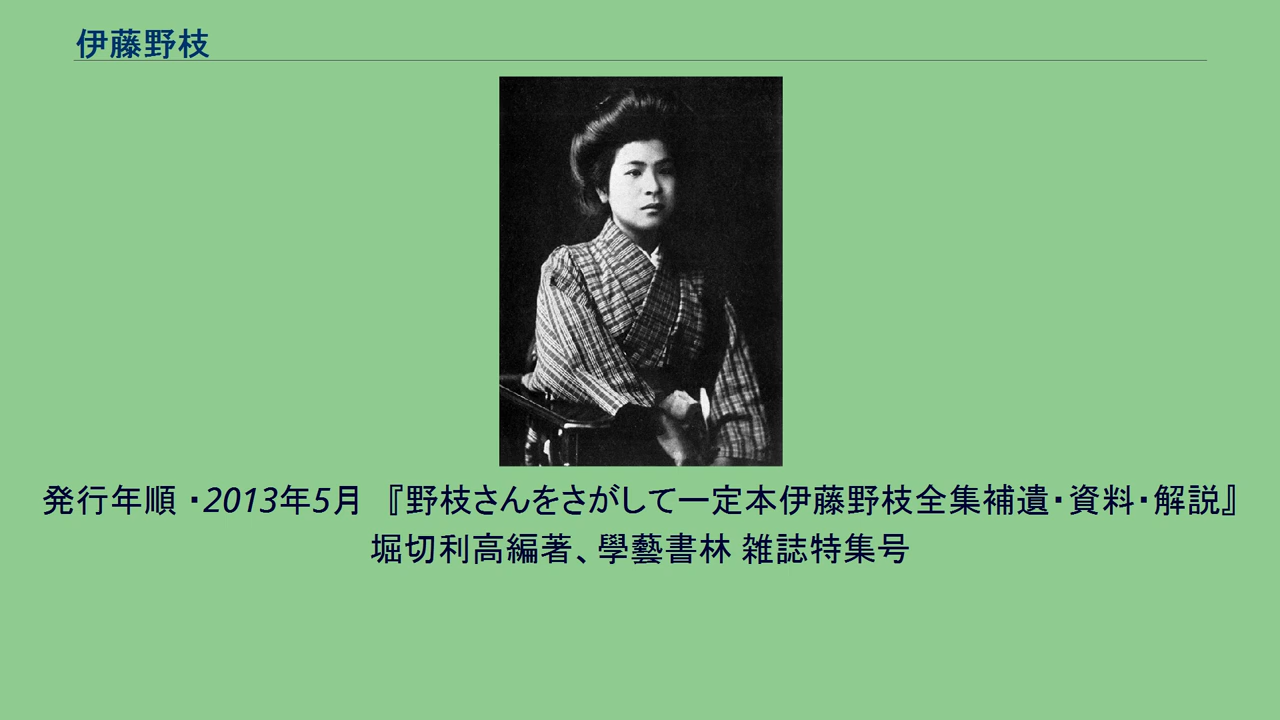 伊藤野枝
発行年順 ・2013年5月 『野枝さんをさがして一定本伊藤野枝全集補遺・資料・解説』
堀切利高編著、學藝書林 雑誌特集号